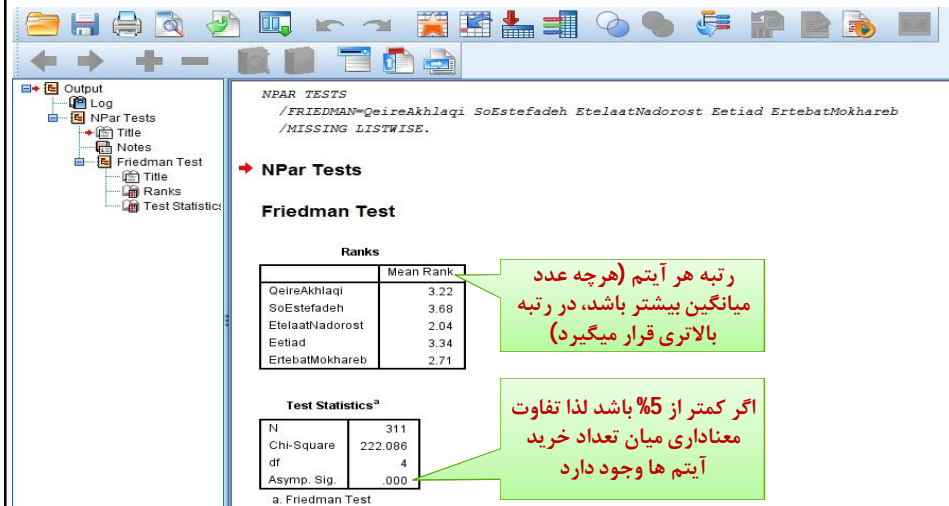 Output
Log
NPar Tests
Title
Notes
Friedman Test
Title
Ranks
Test Statistics
NPAR TESTS
/FRIEDMAN=QeireAkhlaqi SoEstefadeh EtelaatNadorost Eetiad ErtebatMokhareb
/MISSING LISTWISE.
NPar Tests
Friedman Test
Ranks
Mean Rank
QeireAkhlaqi 3.22
SoEstefadeh 3.68
EtelaatNadorost 2.04
Eetiad 3.34
ErtebatMokhareb 2.71
رتبه هر آیتم (هرچه عدد
میانگین بیشتر باشد، در رتبه
بالاتری قرار میگیرد)
Test Statisticsa
N 311
Chi-Square 222.086
df 4
Asymp. Sig. .000
a. Friedman Test
اگر کمتر از 5% باشد لذا تفاوت
معناداری میان تعداد خرید
آیتم ها وجود دارد